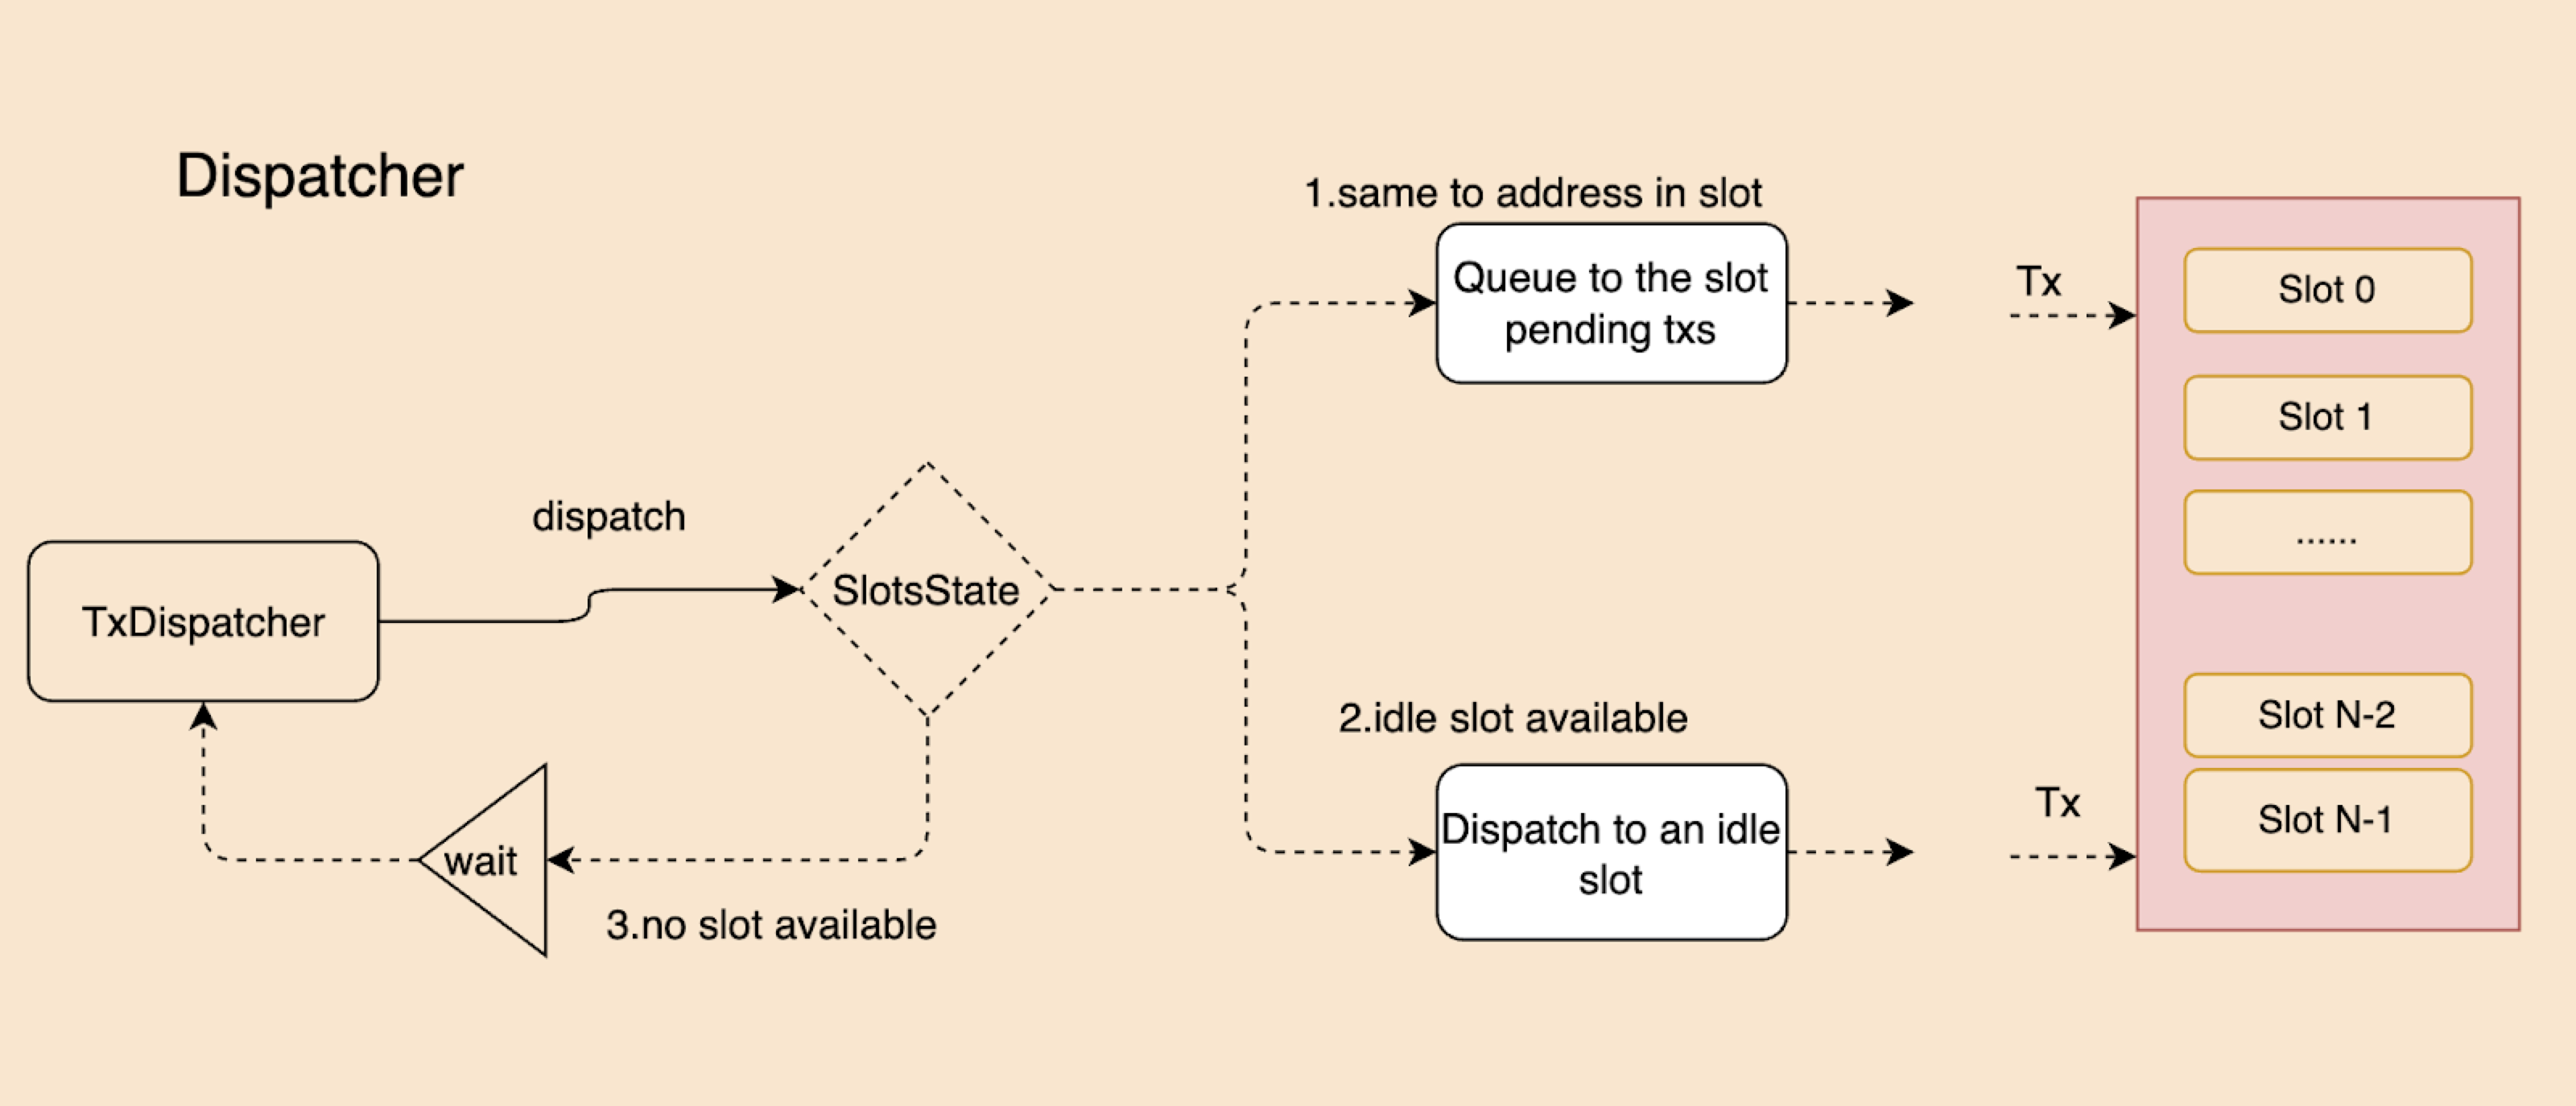 Dispatcher
1.same to address in slot
Queue to the slot
pending txs
Tx
Slot 0
Slot 1
......
dispatch
TxDispatcher
SlotsState
2.idle slot available
Dispatch to an idle
slot
Tx
Slot N-2
Slot N-1
wait
3.no slot available